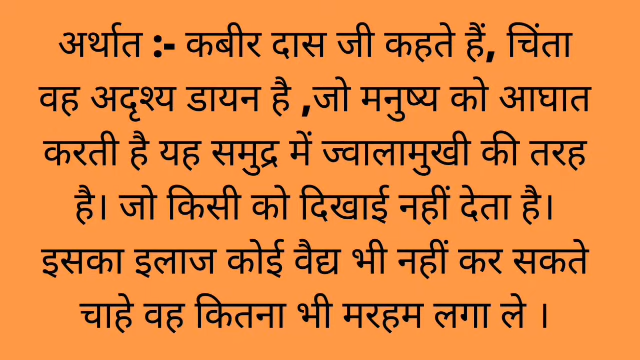 अर्थात :- कबीर दास जी कहते हैं, चिंता
वह अदृश्य डायन है ,जो मनुष्य को आघात
करती है यह समुद्र में ज्वालामुखी की तरह
है। जो किसी को दिखाई नहीं देता है।
इसका इलाज कोई वैद्य भी नहीं कर सकते
चाहे वह कितना भी मरहम लगा ले ।